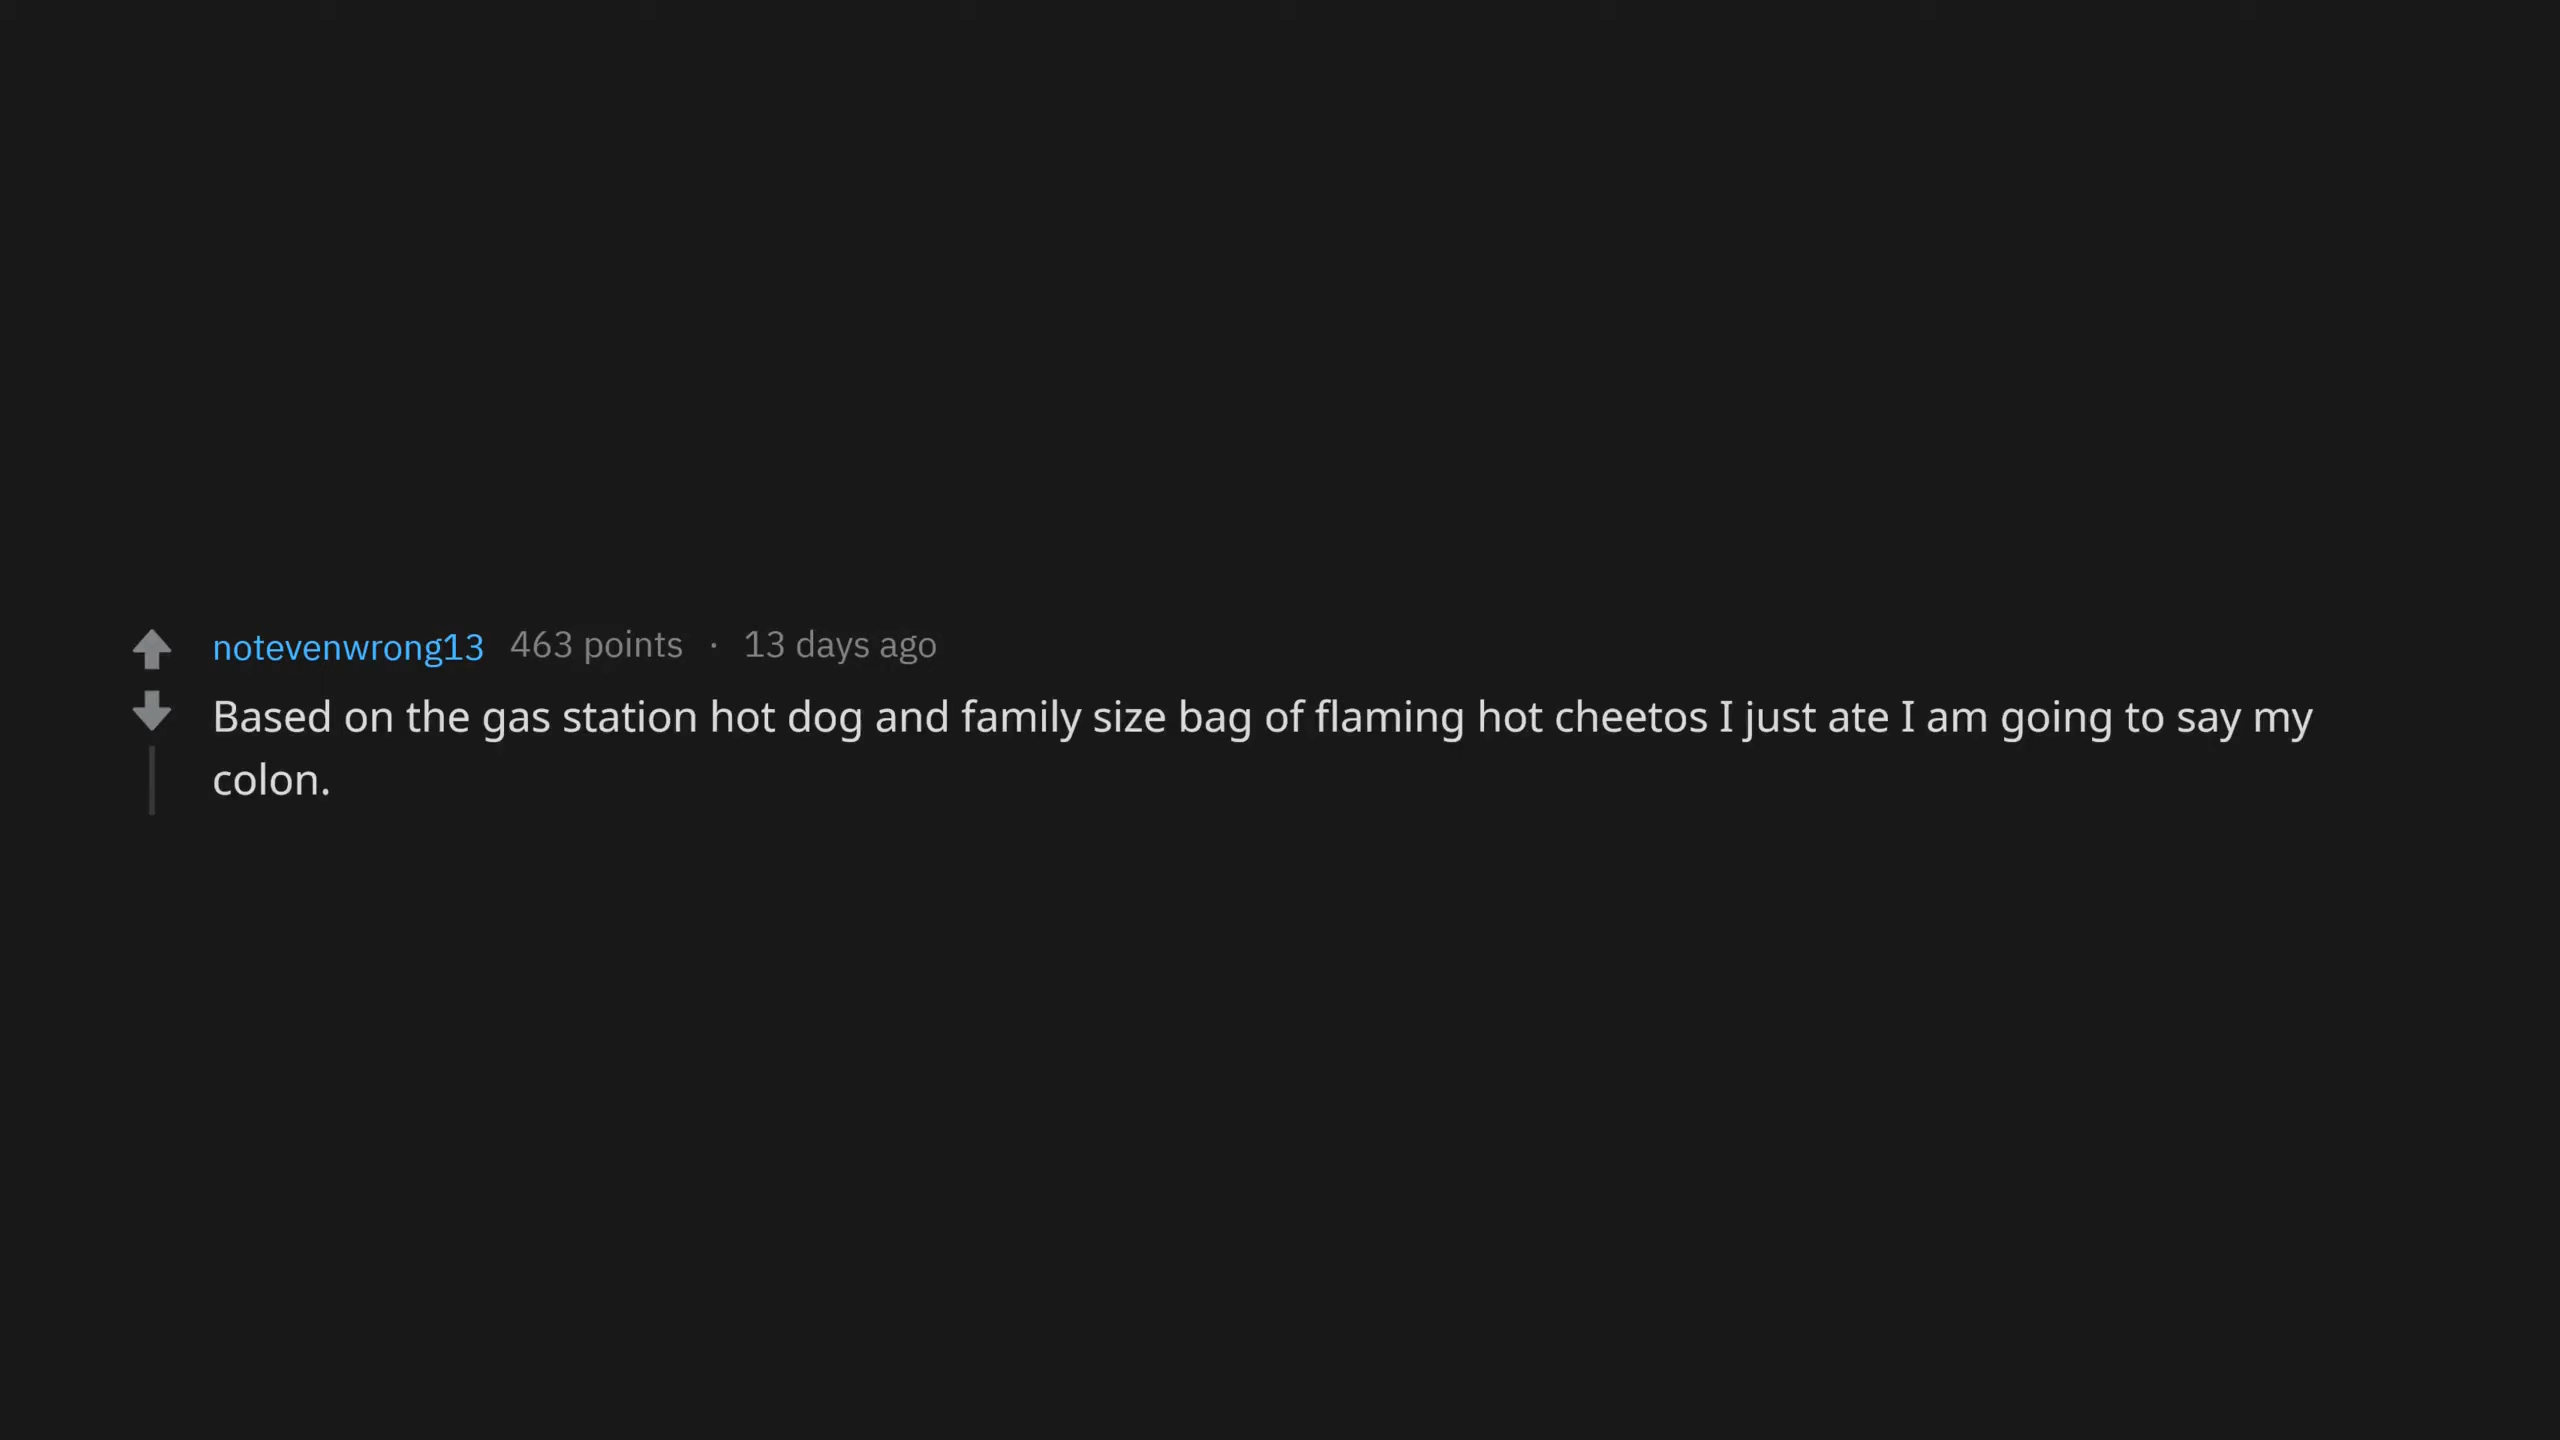 notevenwrong13 463 points · 13 days ago
Based on the gas station hot dog and family size bag of flaming hot cheetos I just ate I am going to say my
colon.